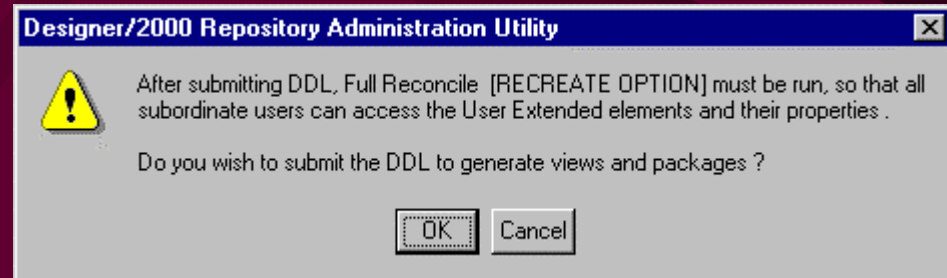 Designer/2000 Repository Administration Utility
After submitting DDL, Full Reconcile [RECREATE OPTION] must be run, so that all
subordinate users can access the User Extended elements and their properties .
Do you wish to submit the DDL to generate views and packages ?
OK Cancel